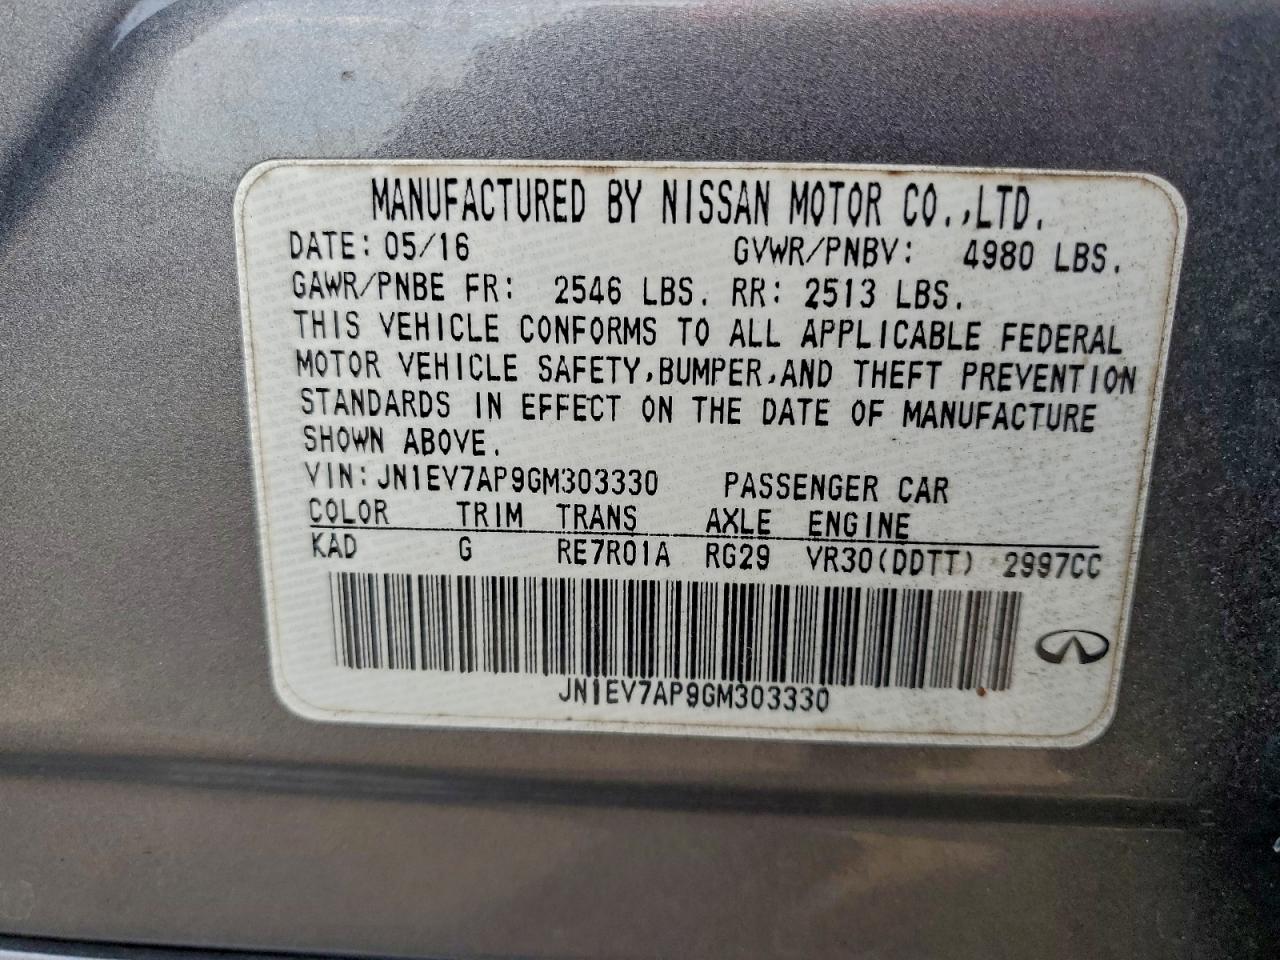 MANUFACTURED BY NISSAN MOTOR CO.,LTD.
DATE: 05/16 GVWR/PNBV: 4980 LBS.
GAWR/PNBE FR: 2546 LBS. RR: 2513 LBS.
THIS VEHICLE CONFORMS TO ALL APPLICABLE FEDERAL
MOTOR VEHICLE SAFETY,BUMPER,AND THEFT PREVENTION
STANDARDS IN EFFECT ON THE DATE OF MANUFACTURE
SHOWN ABOVE.
VIN:JN1EV7AP9GM303330 PASSENGER CAR
COLOR TRIM TRANS AXLE ENGINE
KAD G RE7R01A RG29 VR30(DDTT) 2997CC
JN1EV7AP9GM303330